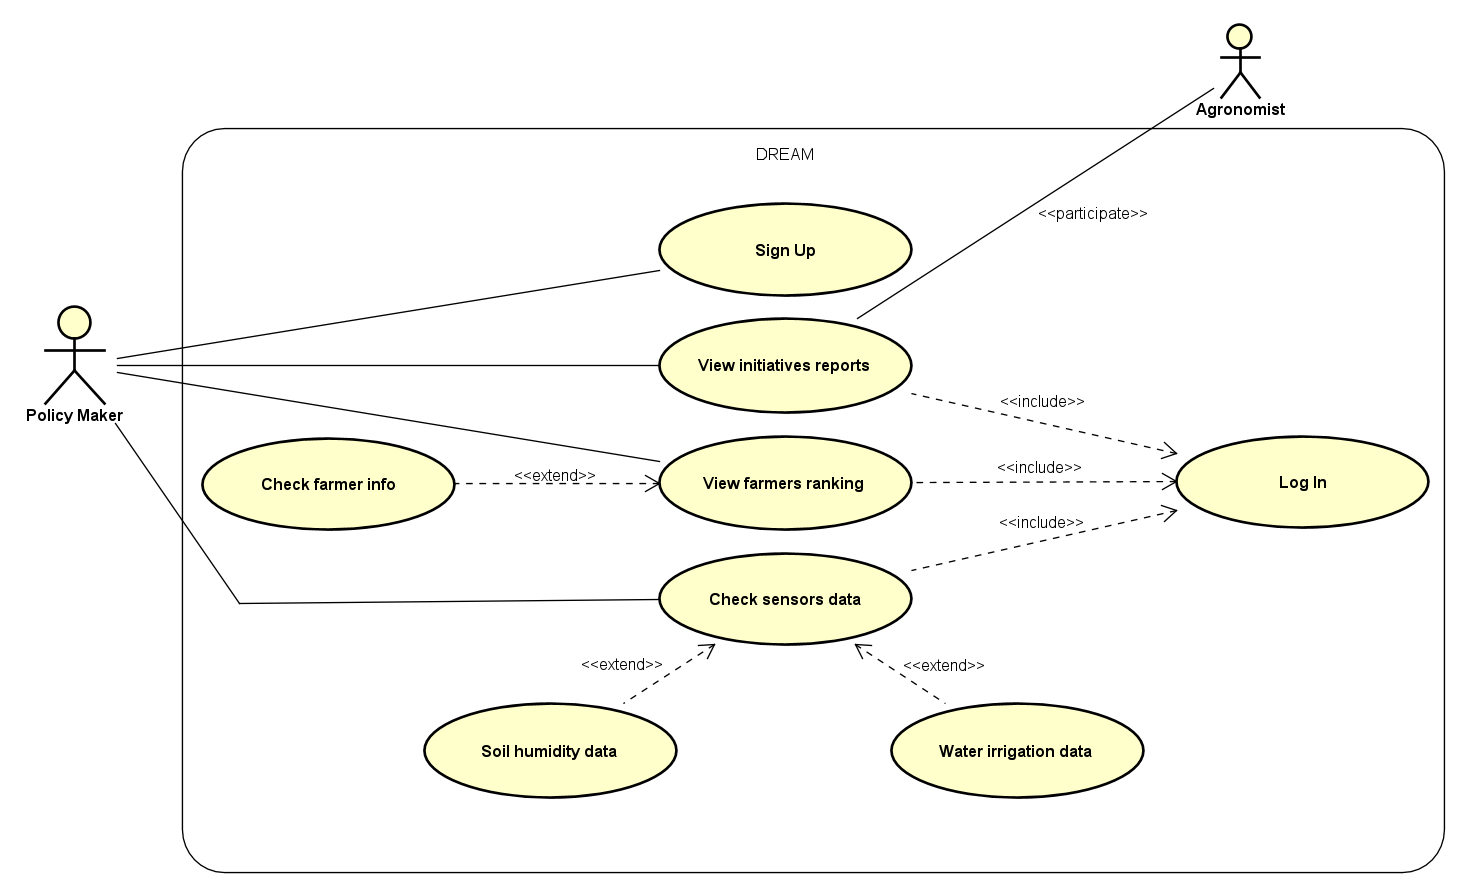 Agronomist
DREAM
<<participate>>
Sign Up
View initiatives reports
Policy Maker
<<include>>
Check farmer info
<<extend>>
View farmers ranking
<<include>>
Log In
<<include>>
Check sensors data
<<extend>>
<<extend>>
Soil humidity data
Water irrigation data